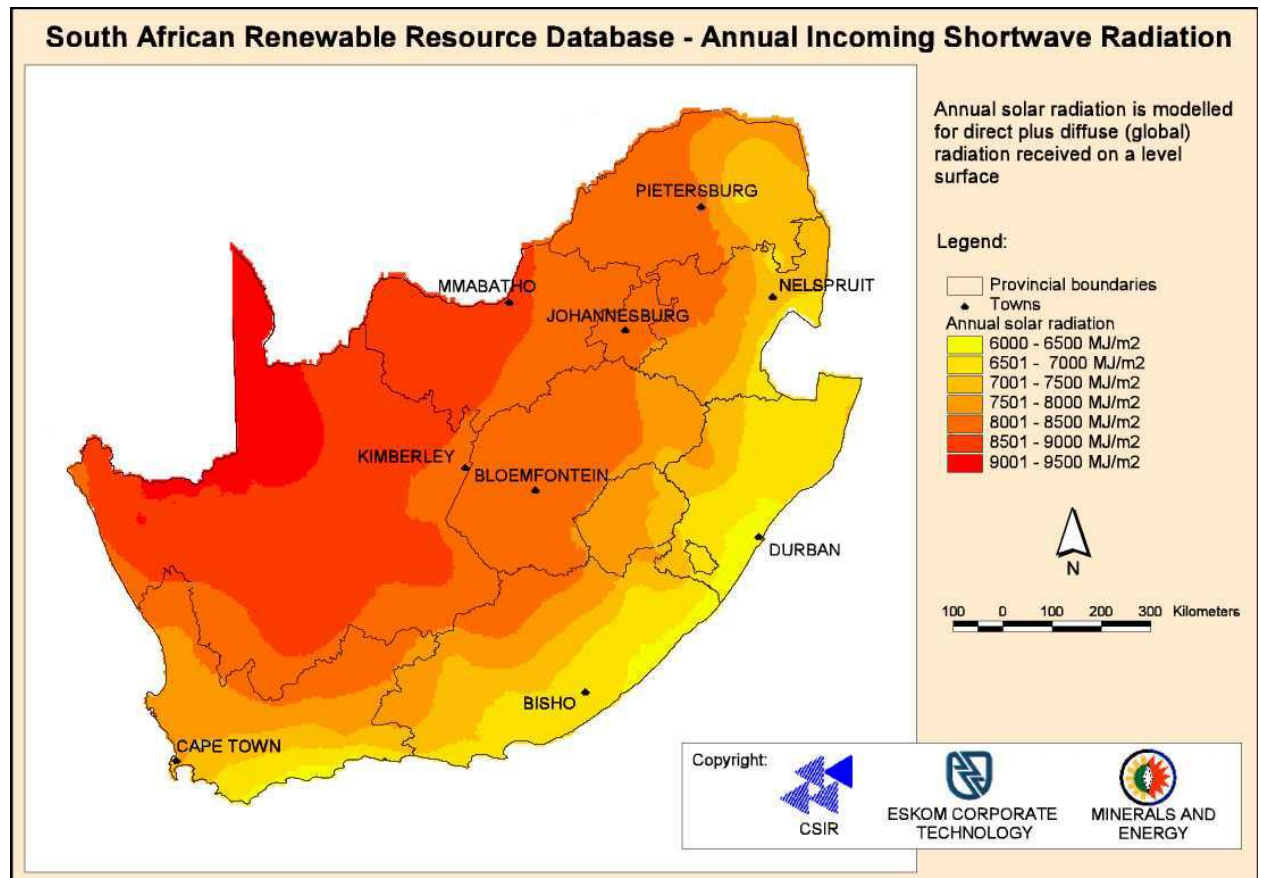 South African Renewable Resource Database - Annual Incoming Shortwave Radiation
Annual solar radiation is modelled
for direct plus diffuse (global)
radiation received on a level
surface
PIETERSBURG
Legend:
Provincial boundaries
Towns
Annual solar radiation
6000 - 6500 MJ/m2
6501 - 7000 MJ/m2
7001 - 7500 MJ/m2
7501 - 8000 MJ/m2
8001 - 8500 MJ/m2
8501 - 9000 MJ/m2
9001 - 9500 MJ/m2
MMABATHO
NELSPRUIT
JOHANNESBURG
KIMBERLEY
BLOEMFONTEIN
DURBAN
N
100 0 100 200 300 Kilometers
BISHO
CAPE TOWN
Copyright:
CSIR
ESKOM CORPORATE
TECHNOLOGY
MINERALS AND
ENERGY